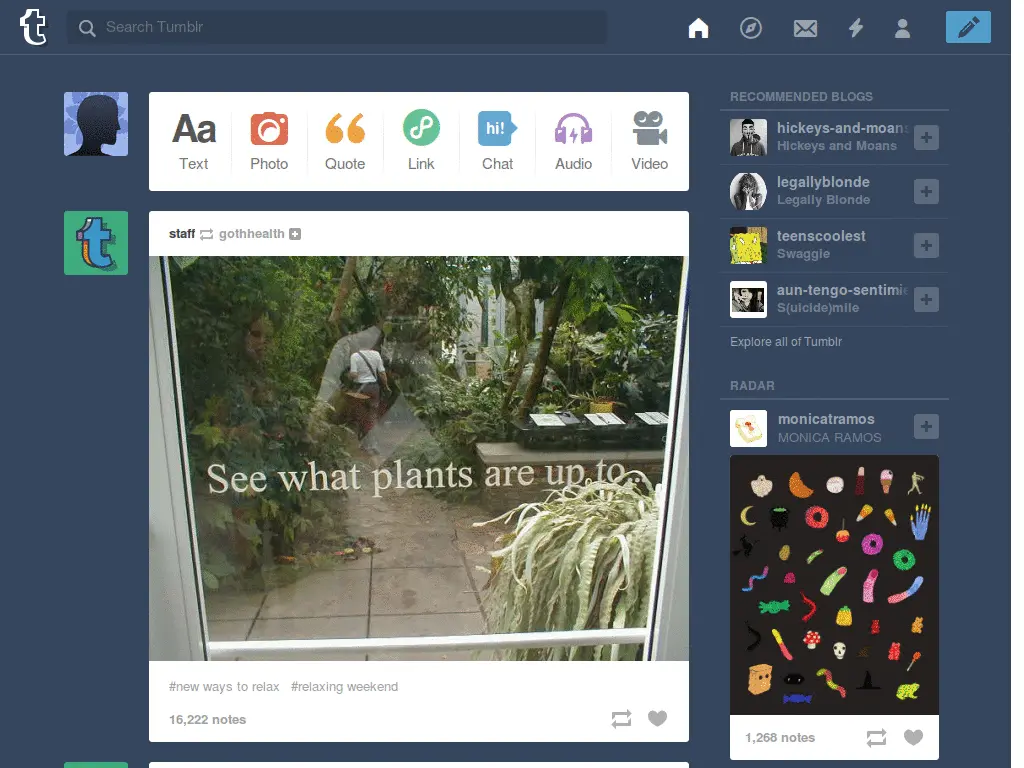 t
Search Tumblr
Aa
hi!
Text Photo Quote Link Chat Audio Video
t
staff gothhealth
See what plants are up to...
#new ways to relax #relaxing weekend
16,222 notes
RECOMMENDED BLOGS
hickeys-and-moans
Hickeys and Moans
legallyblonde
Legally Blonde
teenscoolest
Swaggie
aun-tengo-sentimie
S(uicide)mile
Explore all of Tumblr
RADAR
monicatramos
MONICA RAMOS
1,268 notes